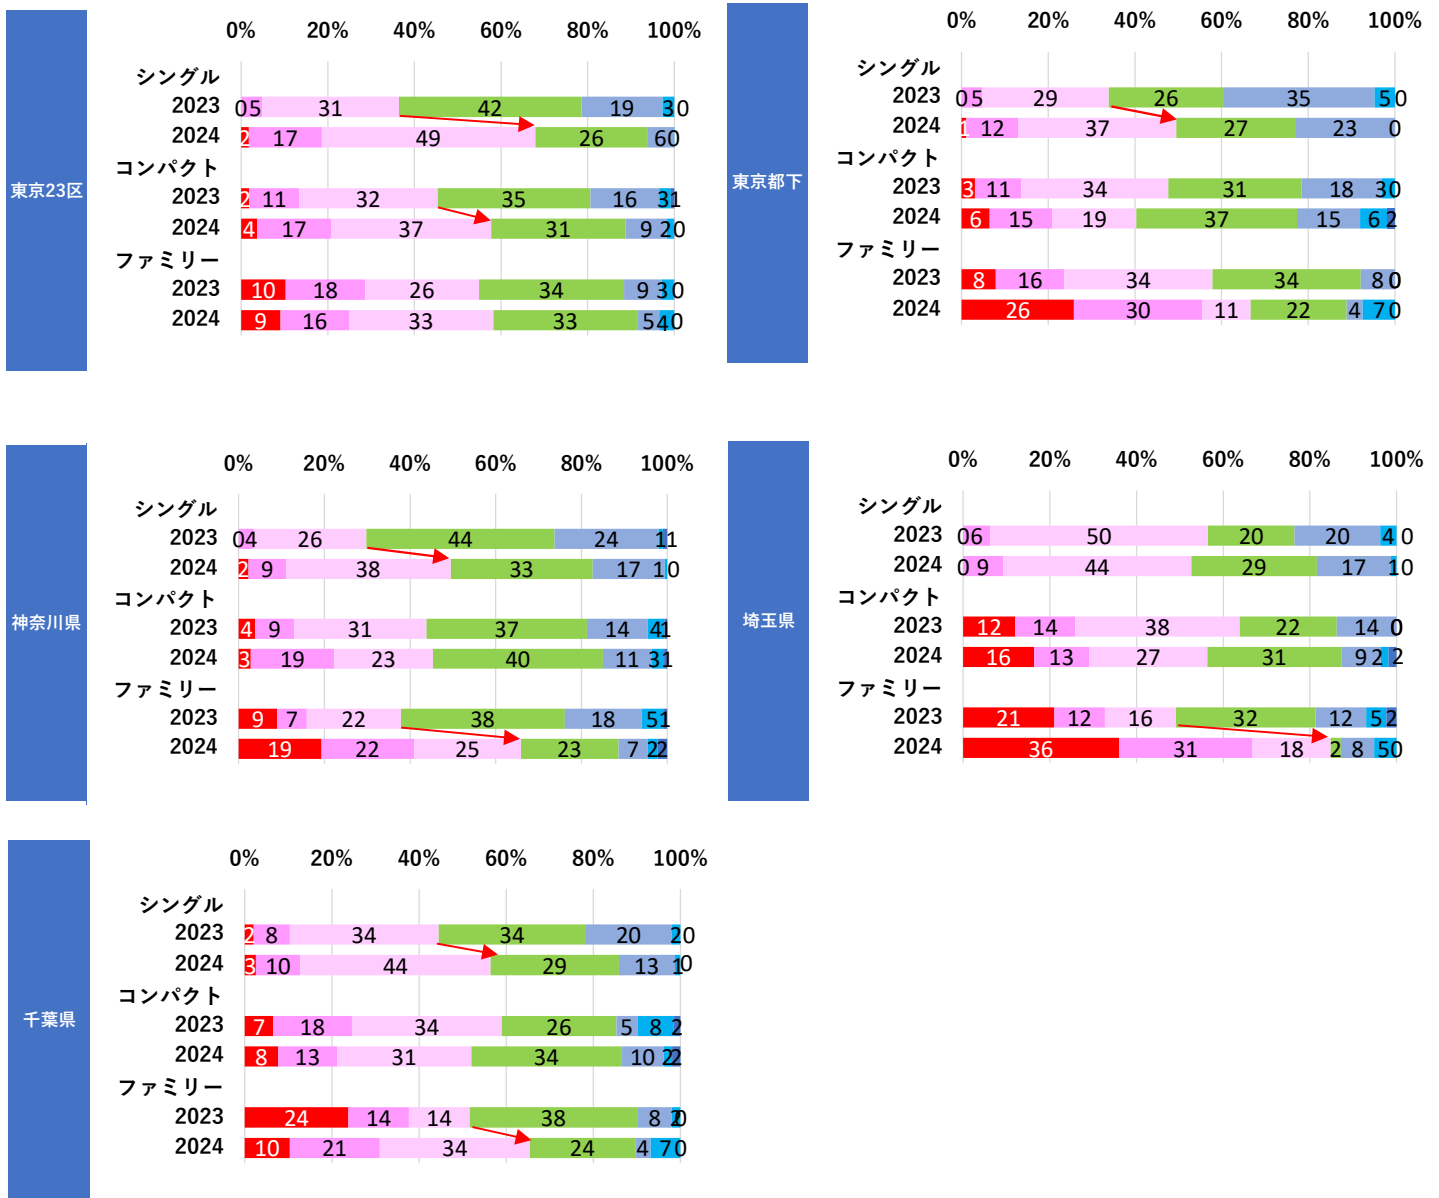 東京23区
0% 20% 40% 60% 80% 100%
シングル
2023 0 5 31 42 19 3 0
2024 2 17 49 26 6 0
コンパクト
2023 2 11 32 35 16 3 1
2024 4 17 37 31 9 2 0
ファミリー
2023 10 18 26 34 9 3 0
2024 9 16 33 33 5 4 0
東京都下
0% 20% 40% 60% 80% 100%
シングル
2023 0 5 29 26 35 5 0
2024 1 12 37 27 23 0
コンパクト
2023 3 11 34 31 18 3 0
2024 6 15 19 37 15 6 2
ファミリー
2023 8 16 34 34 8 0
2024 26 30 11 22 4 7 0
神奈川県
0% 20% 40% 60% 80% 100%
シングル
2023 0 4 26 44 24 1 1
2024 2 9 38 33 17 1 0
コンパクト
2023 4 9 31 37 14 4 1
2024 3 19 23 40 11 3 1
ファミリー
2023 9 7 22 38 18 5 1
2024 19 22 25 23 7 2 2
埼玉県
0% 20% 40% 60% 80% 100%
シングル
2023 0 6 50 20 20 4 0
2024 0 9 44 29 17 1 0
コンパクト
2023 12 14 38 22 14 0
2024 16 13 27 31 9 2 2
ファミリー
2023 21 12 16 32 12 5 2
2024 36 31 18 2 8 5 0
千葉県
0% 20% 40% 60% 80% 100%
シングル
2023 2 8 34 34 20 2 0
2024 3 10 44 29 13 1 0
コンパクト
2023 7 18 34 26 5 8 2
2024 8 13 31 34 10 2 2
ファミリー
2023 24 14 14 38 8 2 0
2024 10 21 34 24 4 7 0